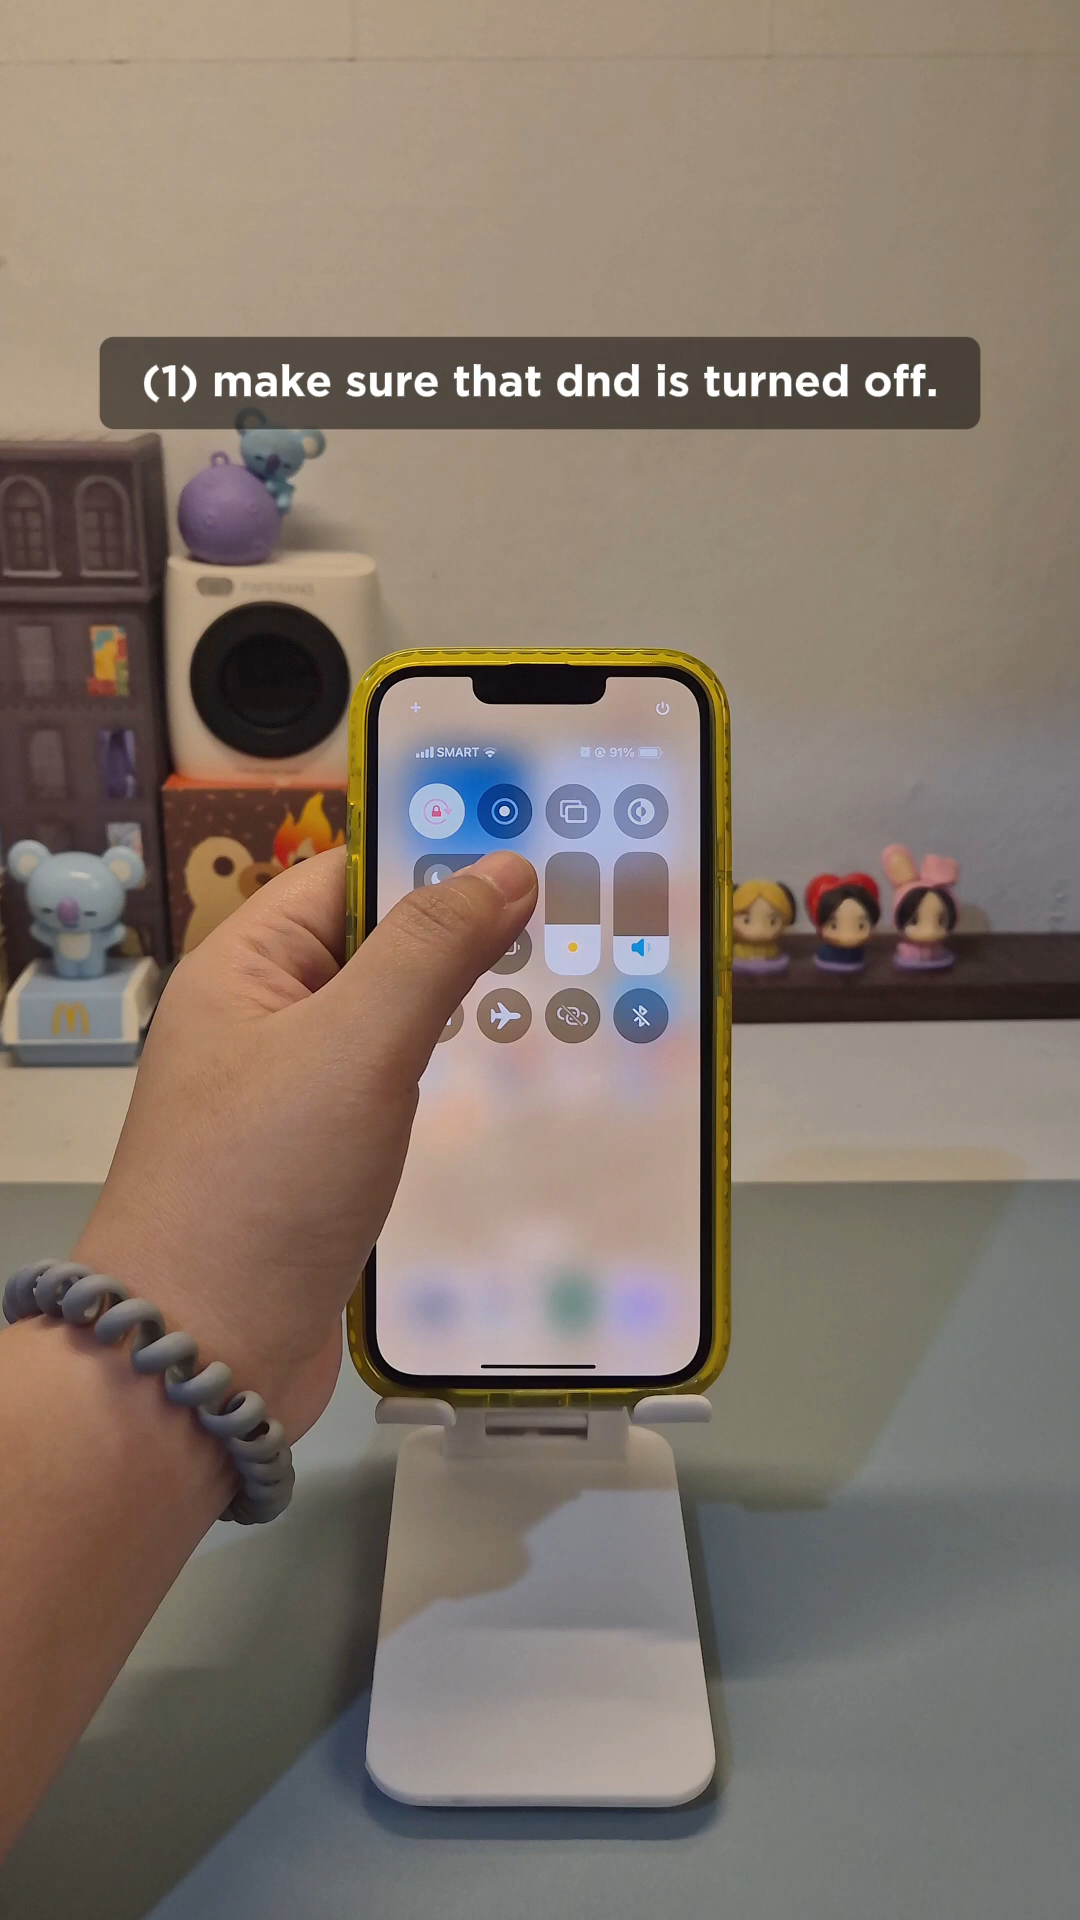 (1) make sure that dnd is turned off.
SMART 91%